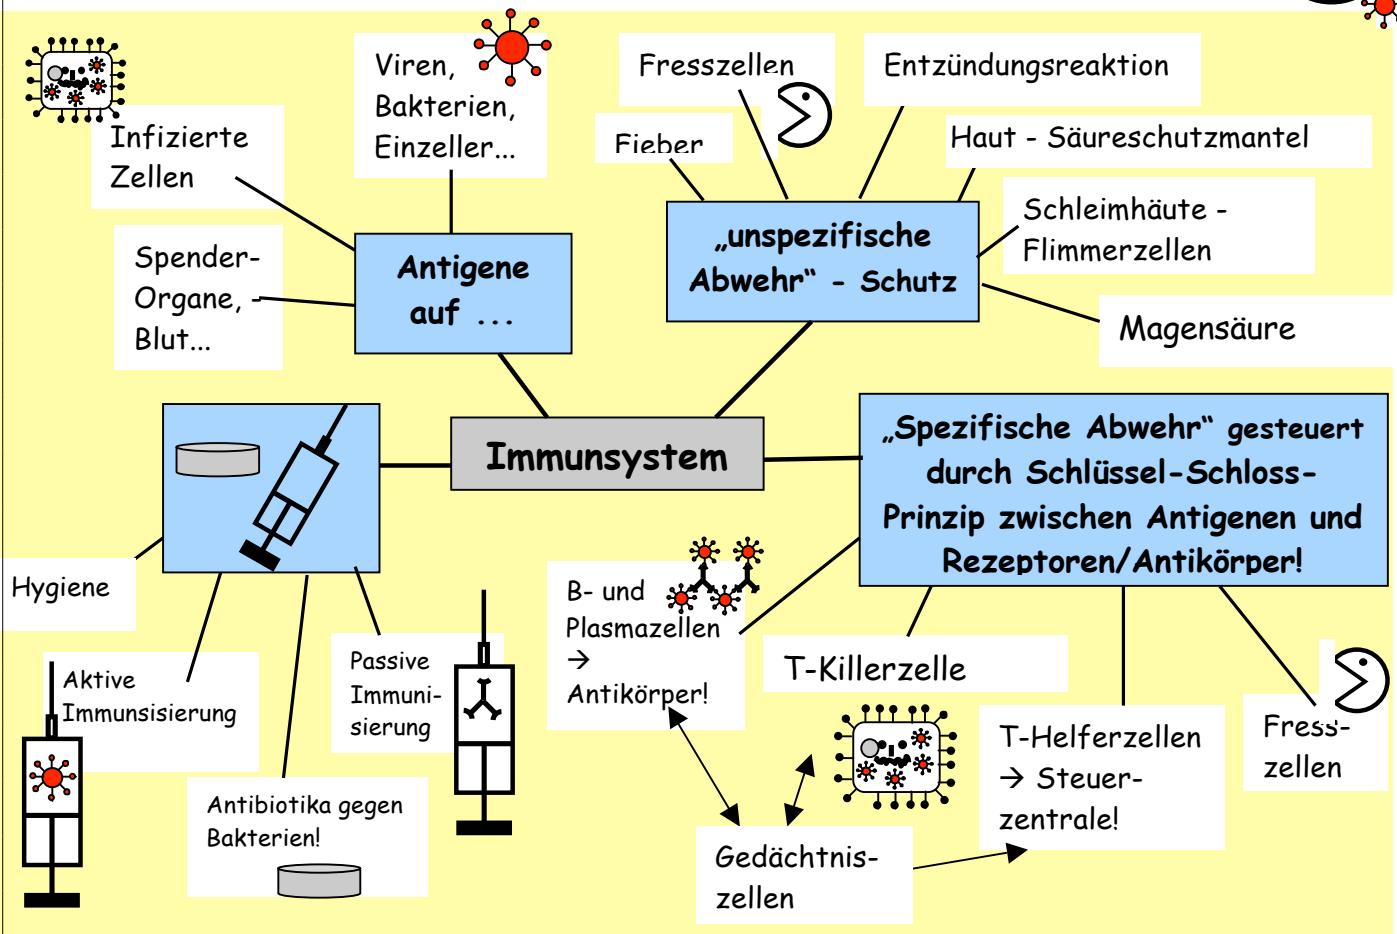 Viren,
Bakterien,
Einzeller...
Infizierte
Zellen
Spender-
Organe,
Blut...
Antigene
auf ...
Fresszellen
Entzündungsreaktion
Fieber
Haut - Säureschutzmantel
Schleimhäute -
Flimmerzellen
Magensäure
„unspezifische
Abwehr“ - Schutz
Immunsystem
„Spezifische Abwehr“ gesteuert
durch Schlüssel-Schloss-
Prinzip zwischen Antigenen und
Rezeptoren/Antikörper!
Hygiene
Aktive
Immunsisierung
Antibiotika gegen
Bakterien!
Passive
Immuni-
sierung
B- und
Plasmazellen
→
Antikörper!
T-Killerzelle
T-Helferzellen
→ Steuer-
zentrale!
Fress-
zellen
Gedächtnis-
zellen